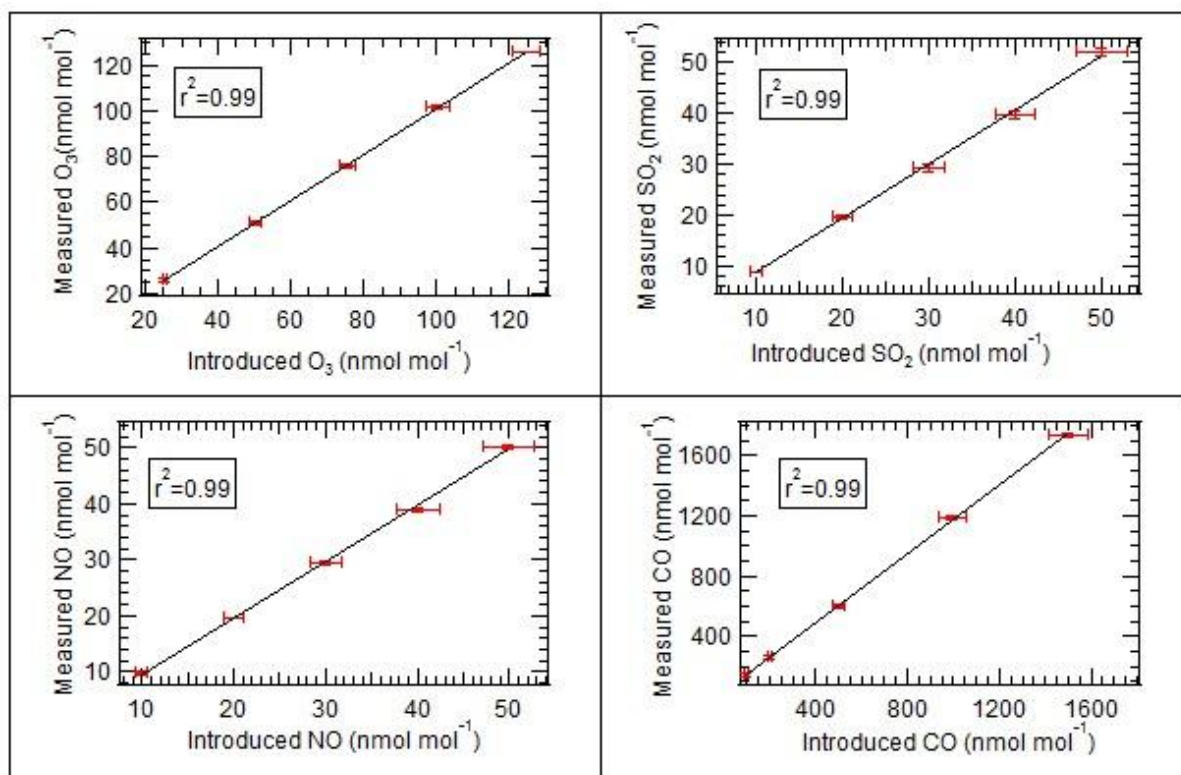 Measured O₃(nmol mol⁻¹)
120
100
80
60
40
20
r²=0.99
20 40 60 80 100 120
Introduced O₃ (nmol mol⁻¹)
Measured SO₂ (nmol mol⁻¹)
50
40
30
20
10
r²=0.99
10 20 30 40 50
Introduced SO₂ (nmol mol⁻¹)
Measured NO (nmol mol⁻¹)
50
40
30
20
10
r²=0.99
10 20 30 40 50
Introduced NO (nmol mol⁻¹)
Measured CO (nmol mol⁻¹)
1600
1200
800
400
r²=0.99
400 800 1200 1600
Introduced CO (nmol mol⁻¹)